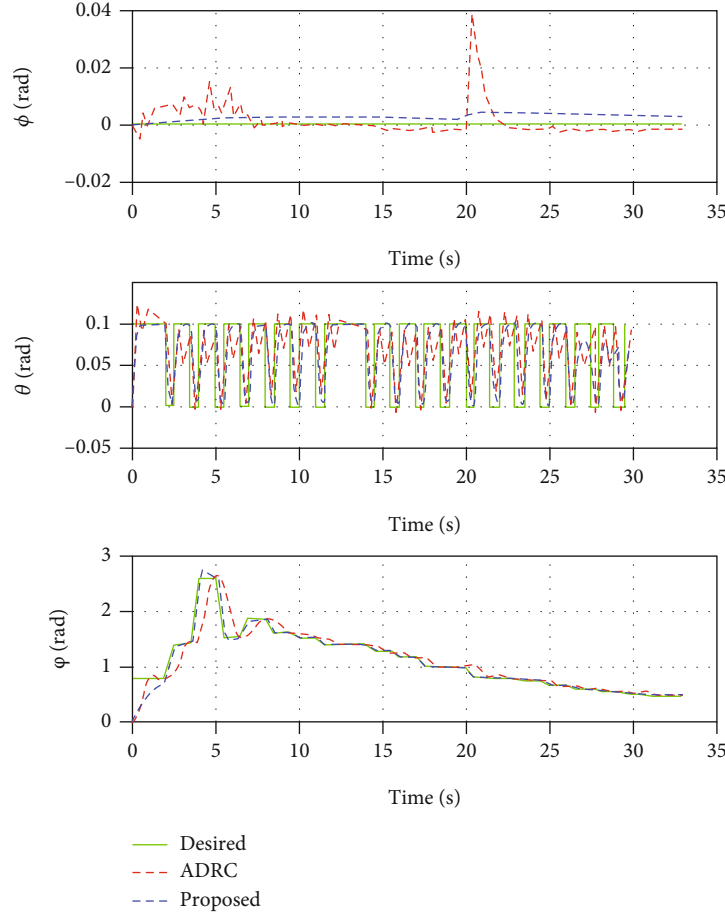 0.04
0.02
0
−0.02
ϕ (rad)
0 5 10 15 20 25 30 35
Time (s)
0.1
0.05
0
−0.05
θ (rad)
0 5 10 15 20 25 30 35
Time (s)
3
2
1
0
φ (rad)
0 5 10 15 20 25 30 35
Time (s)
Desired
ADRC
Proposed